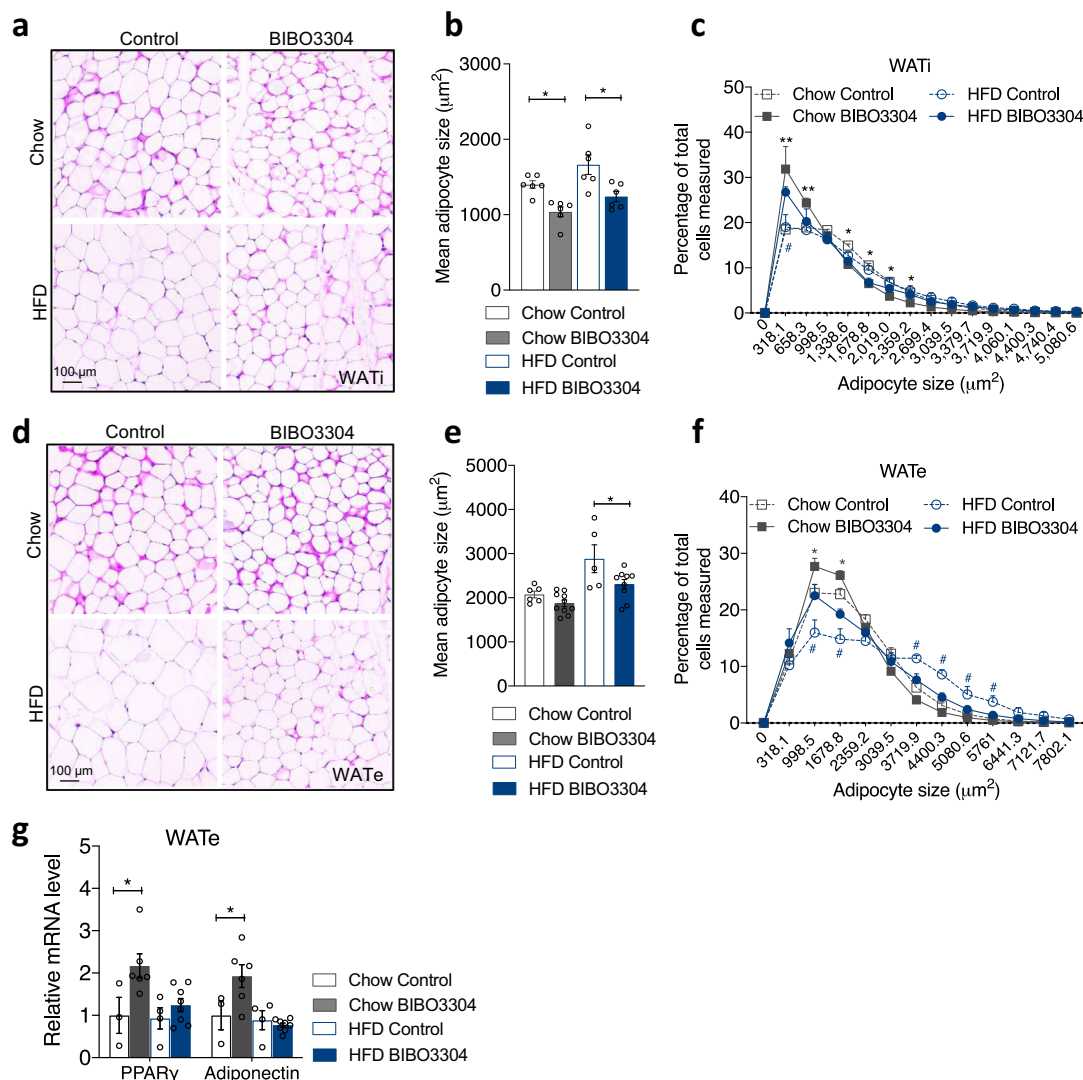 a
Control
BIBO3304
Chow
HFD
100 µm
WATi
b
Mean adipocyte size (µm²)
3000
2000
1000
0
*
*
Chow Control
Chow BIBO3304
HFD Control
HFD BIBO3304
c
WATi
Chow Control
HFD Control
Chow BIBO3304
HFD BIBO3304
Percentage of total
cells measured
50
40
30
20
10
0
**
**
*
*
*
*
#
0
318.1
658.3
998.5
1,338.6
1,678.8
2,019.0
2,359.2
2,699.4
3,039.5
3,379.7
3,719.9
4,060.1
4,400.3
4,740.4
5,080.6
Adipocyte size (µm²)
d
Control
BIBO3304
Chow
HFD
100 µm
WATe
e
Mean adipocyte size (µm²)
5000
4000
3000
2000
1000
0
*
Chow Control
Chow BIBO3304
HFD Control
HFD BIBO3304
f
WATe
Chow Control
HFD Control
Chow BIBO3304
HFD BIBO3304
Percentage of total
cells measured
40
30
20
10
0
*
*
#
#
#
#
#
#
0
318.1
998.5
1678.8
2359.2
3039.5
3719.9
4400.3
5080.6
5761
6441.3
7121.7
7802.1
Adipocyte size (µm²)
g
WATe
Relative mRNA level
5
4
3
2
1
0
*
*
PPARγ
Adiponectin
Chow Control
Chow BIBO3304
HFD Control
HFD BIBO3304